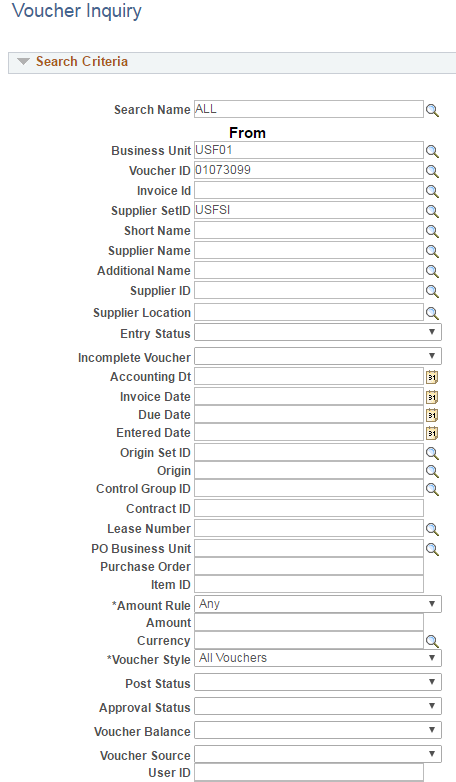 Voucher Inquiry
Search Criteria
Search Name ALL
From
Business Unit USF01
Voucher ID 01073099
Invoice Id
Supplier SetID USFSI
Short Name
Supplier Name
Additional Name
Supplier ID
Supplier Location
Entry Status
Incomplete Voucher
Accounting Dt 31
Invoice Date 31
Due Date 31
Entered Date 31
Origin Set ID
Origin
Control Group ID
Contract ID
Lease Number
PO Business Unit
Purchase Order
Item ID
*Amount Rule Any
Amount
Currency
*Voucher Style All Vouchers
Post Status
Approval Status
Voucher Balance
Voucher Source
User ID